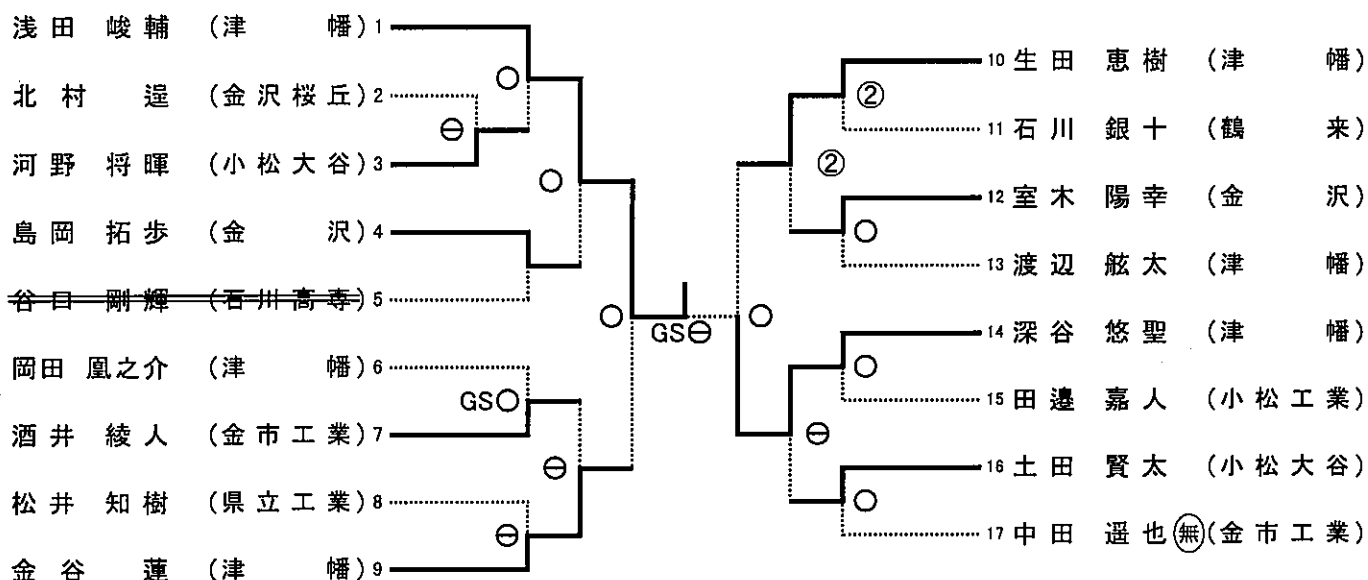 浅田 峻輔 (津 幡) 1
北村 逞 (金沢桜丘) 2
河野 将暉 (小松大谷) 3
島岡 拓歩 (金 沢) 4
谷口 剛輝 (石川高専) 5
岡田 凰之介 (津 幡) 6
GS
酒井 綾人 (金市工業) 7
松井 知樹 (県立工業) 8
金谷 蓮 (津 幡) 9
GS
10 生田 恵樹 (津 幡)
②
11 石川 銀十 (鶴 来)
②
12 室木 陽幸 (金 沢)
13 渡辺 舷太 (津 幡)
14 深谷 悠聖 (津 幡)
15 田邉 嘉人 (小松工業)
16 土田 賢太 (小松大谷)
17 中田 遥也 無 (金市工業)